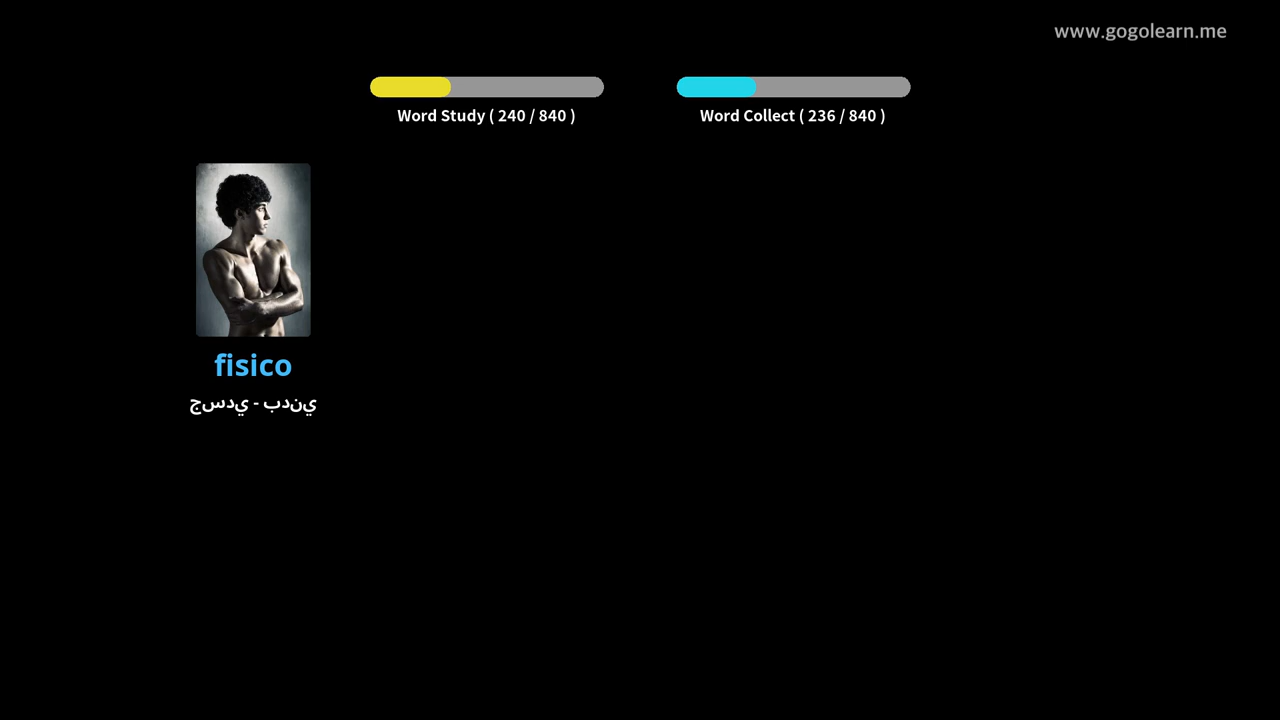 www.gogolearn.me
Word Study ( 240 / 840 )
Word Collect ( 236 / 840 )
fisico
جسدي - بدني